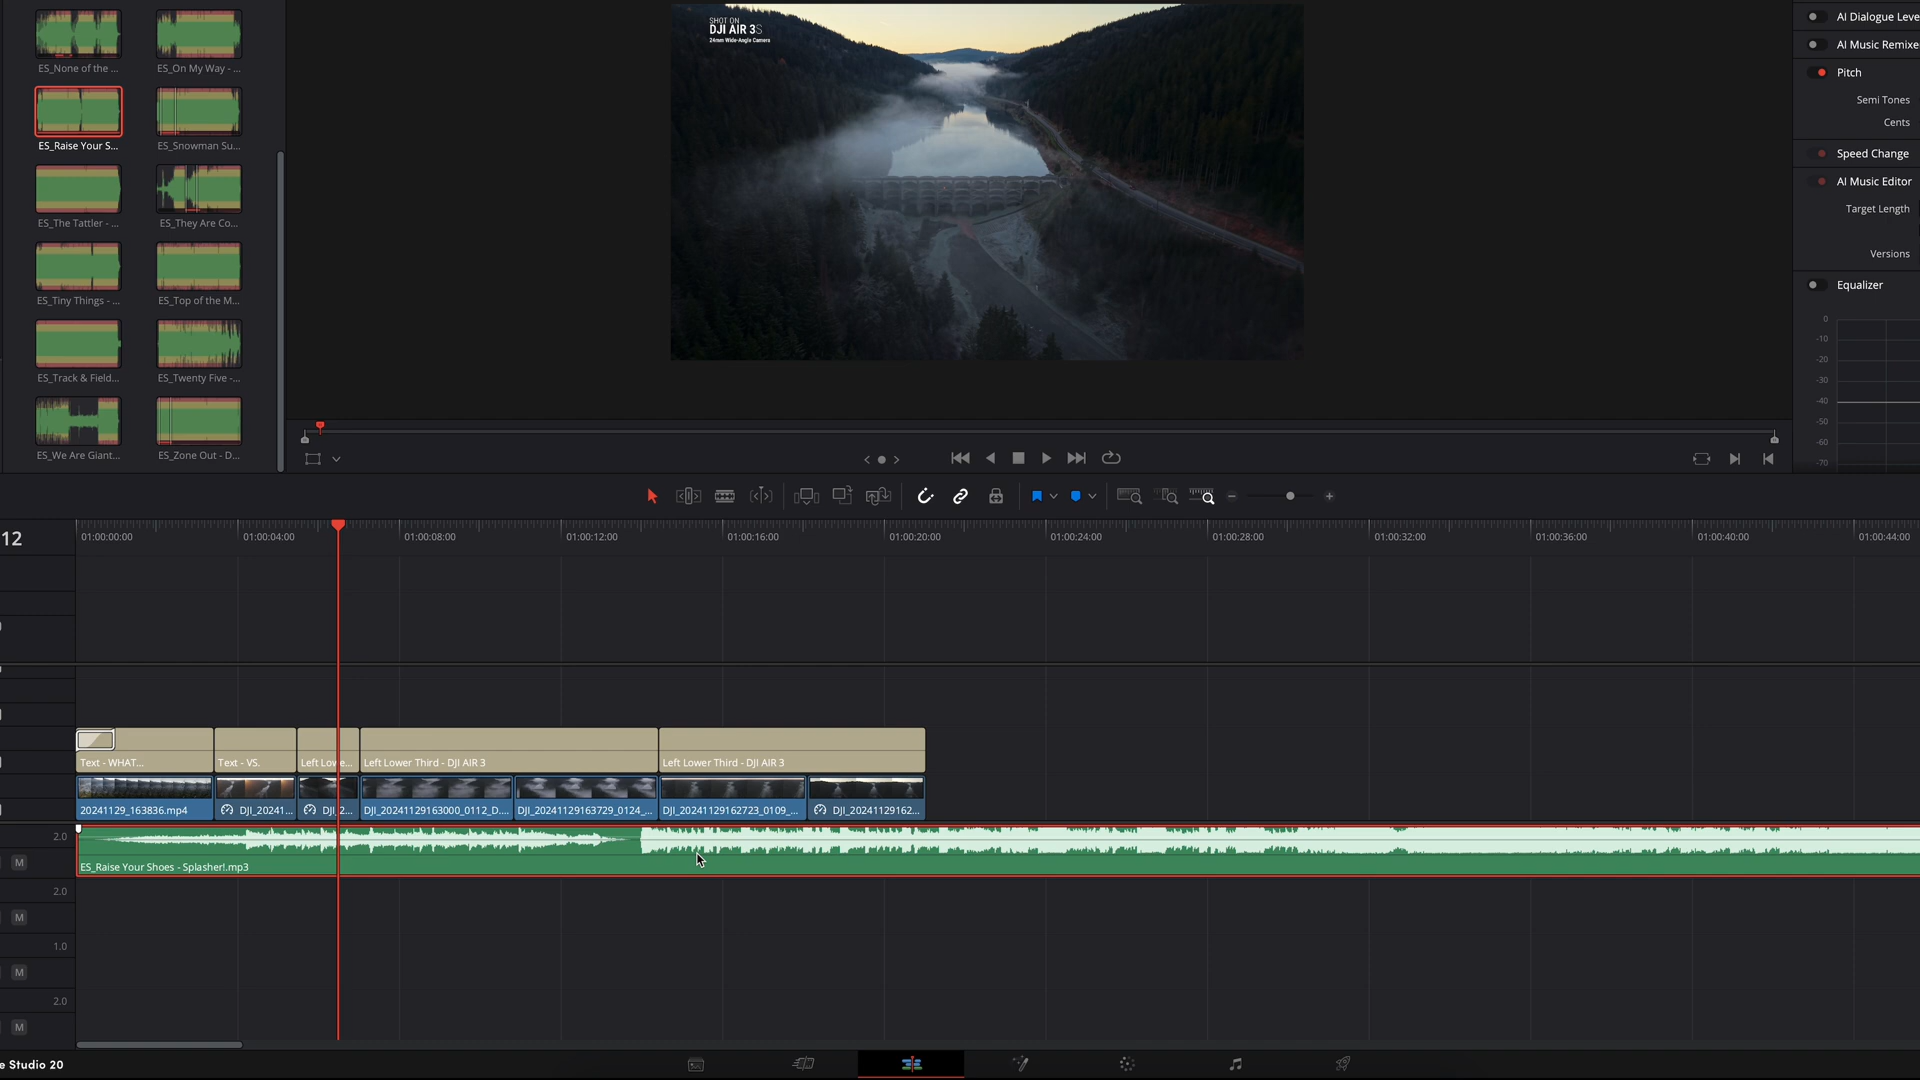 SHOT ON
DJI AIR 3S
24mm Wide-Angle Camera
ES_None of the ...
ES_On My Way - ...
ES_Raise Your S...
ES_Snowman Su...
ES_The Tattler - ...
ES_They Are Co...
ES_Tiny Things - ...
ES_Top of the M...
ES_Track & Field...
ES_Twenty Five -...
ES_We Are Giant...
ES_Zone Out - D...
AI Dialogue Leve
AI Music Remixe
Pitch
Semi Tones
Cents
Speed Change
AI Music Editor
Target Length
Versions
Equalizer
0
-10
-20
-30
-40
-50
-60
-70
12
01:00:00:00
01:00:04:00
01:00:08:00
01:00:12:00
01:00:16:00
01:00:20:00
01:00:24:00
01:00:28:00
01:00:32:00
01:00:36:00
01:00:40:00
01:00:44:00
Text - WHAT...
Text - VS.
Left Lowe...
Left Lower Third - DJI AIR 3
Left Lower Third - DJI AIR 3
20241129_163836.mp4
DJI_20241...
DJI_2...
DJI_20241129163000_0112_D...
DJI_20241129163729_0124_...
DJI_20241129162723_0109_...
DJI_20241129162...
2.0
M
ES_Raise Your Shoes - Splasher!.mp3
2.0
M
1.0
M
2.0
M
e Studio 20